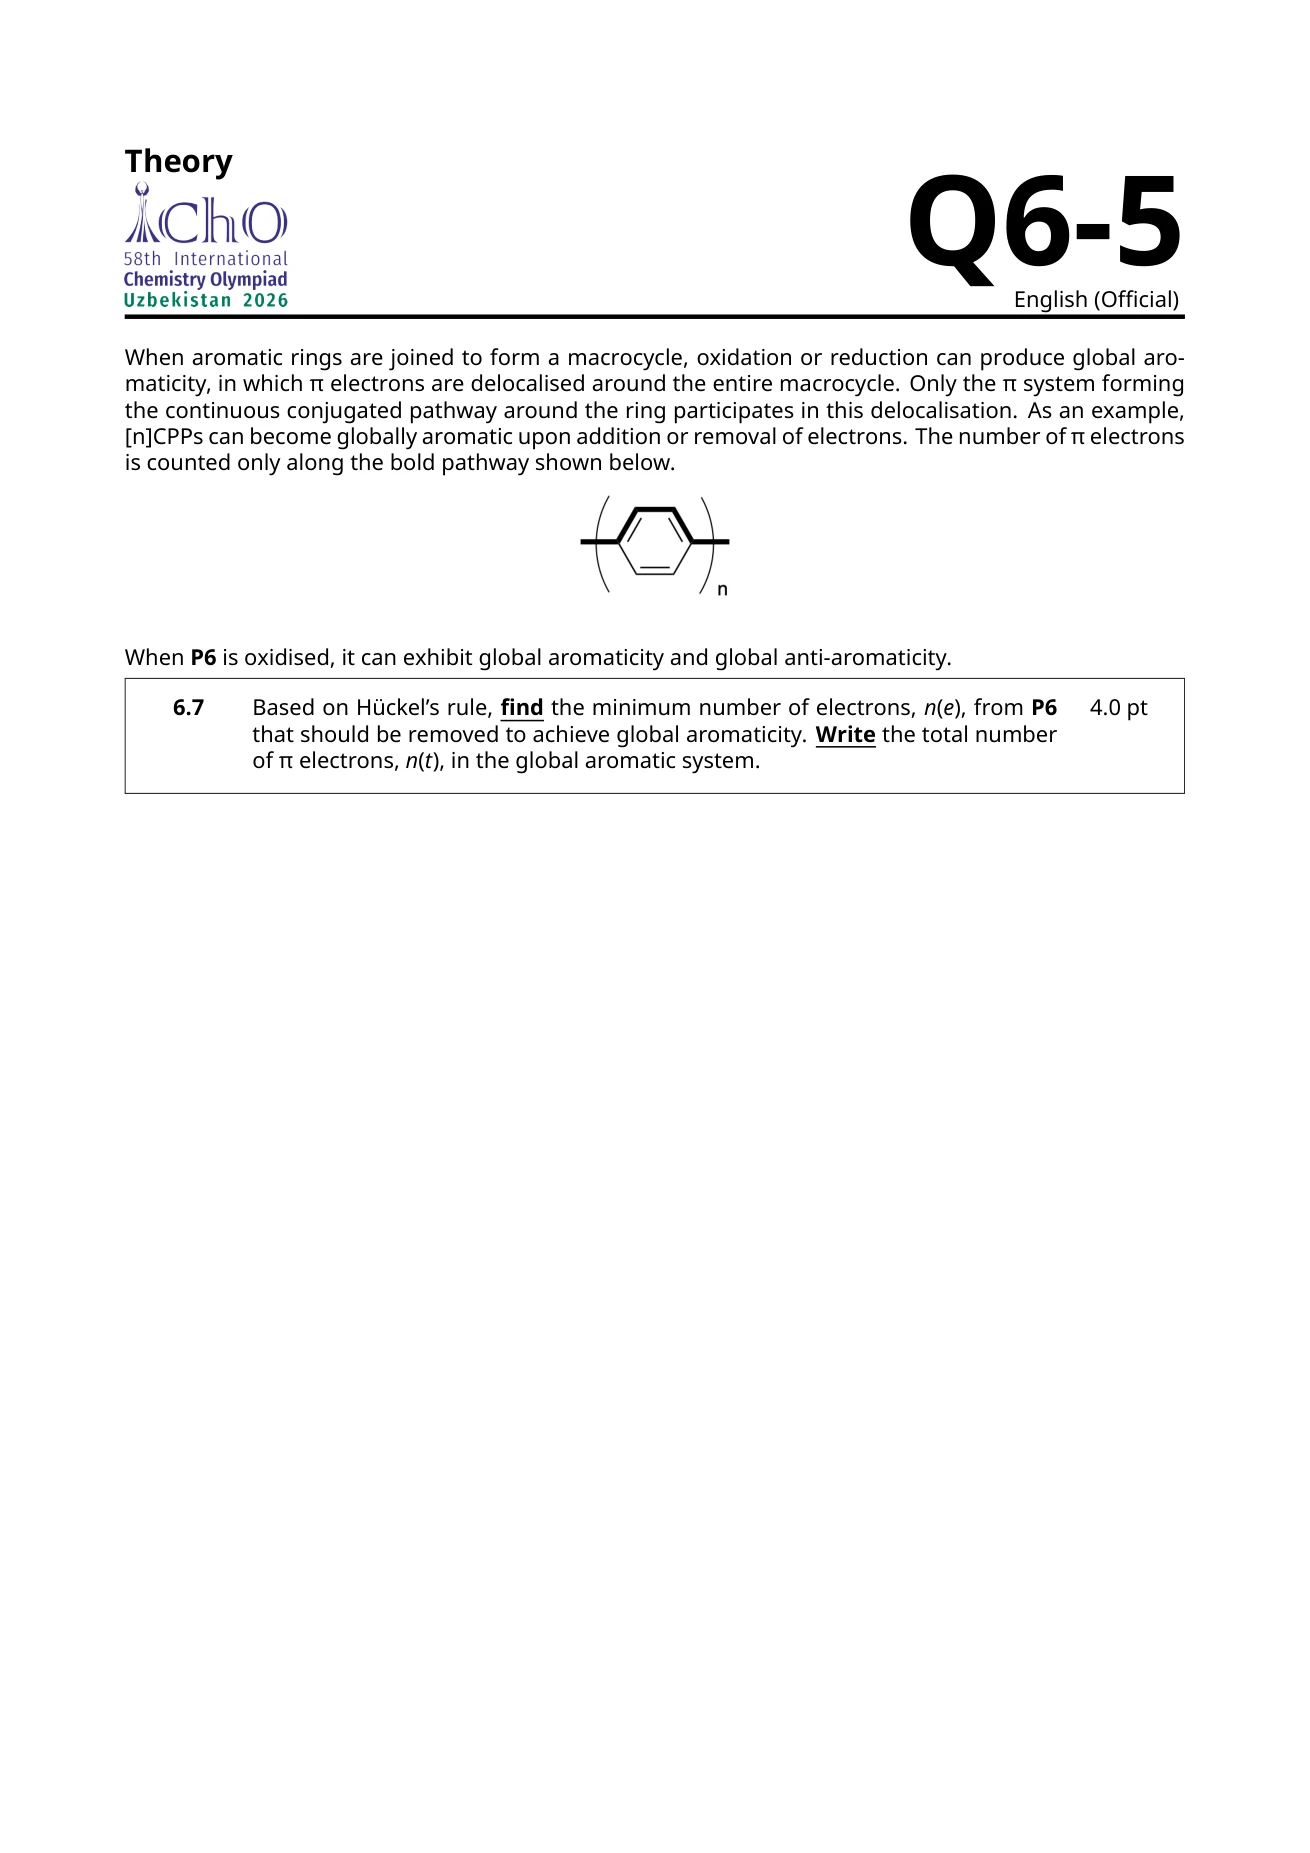 Theory
IChO
58th International
Chemistry Olympiad
Uzbekistan 2026
Q6-5
English (Official)
When aromatic rings are joined to form a macrocycle, oxidation or reduction can produce global aro-
maticity, in which π electrons are delocalised around the entire macrocycle. Only the π system forming
the continuous conjugated pathway around the ring participates in this delocalisation. As an example,
[n]CPPs can become globally aromatic upon addition or removal of electrons. The number of π electrons
is counted only along the bold pathway shown below.
n
When P6 is oxidised, it can exhibit global aromaticity and global anti-aromaticity.
6.7 Based on Hückel’s rule, find the minimum number of electrons, n(e), from P6 4.0 pt
that should be removed to achieve global aromaticity. Write the total number
of π electrons, n(t), in the global aromatic system.